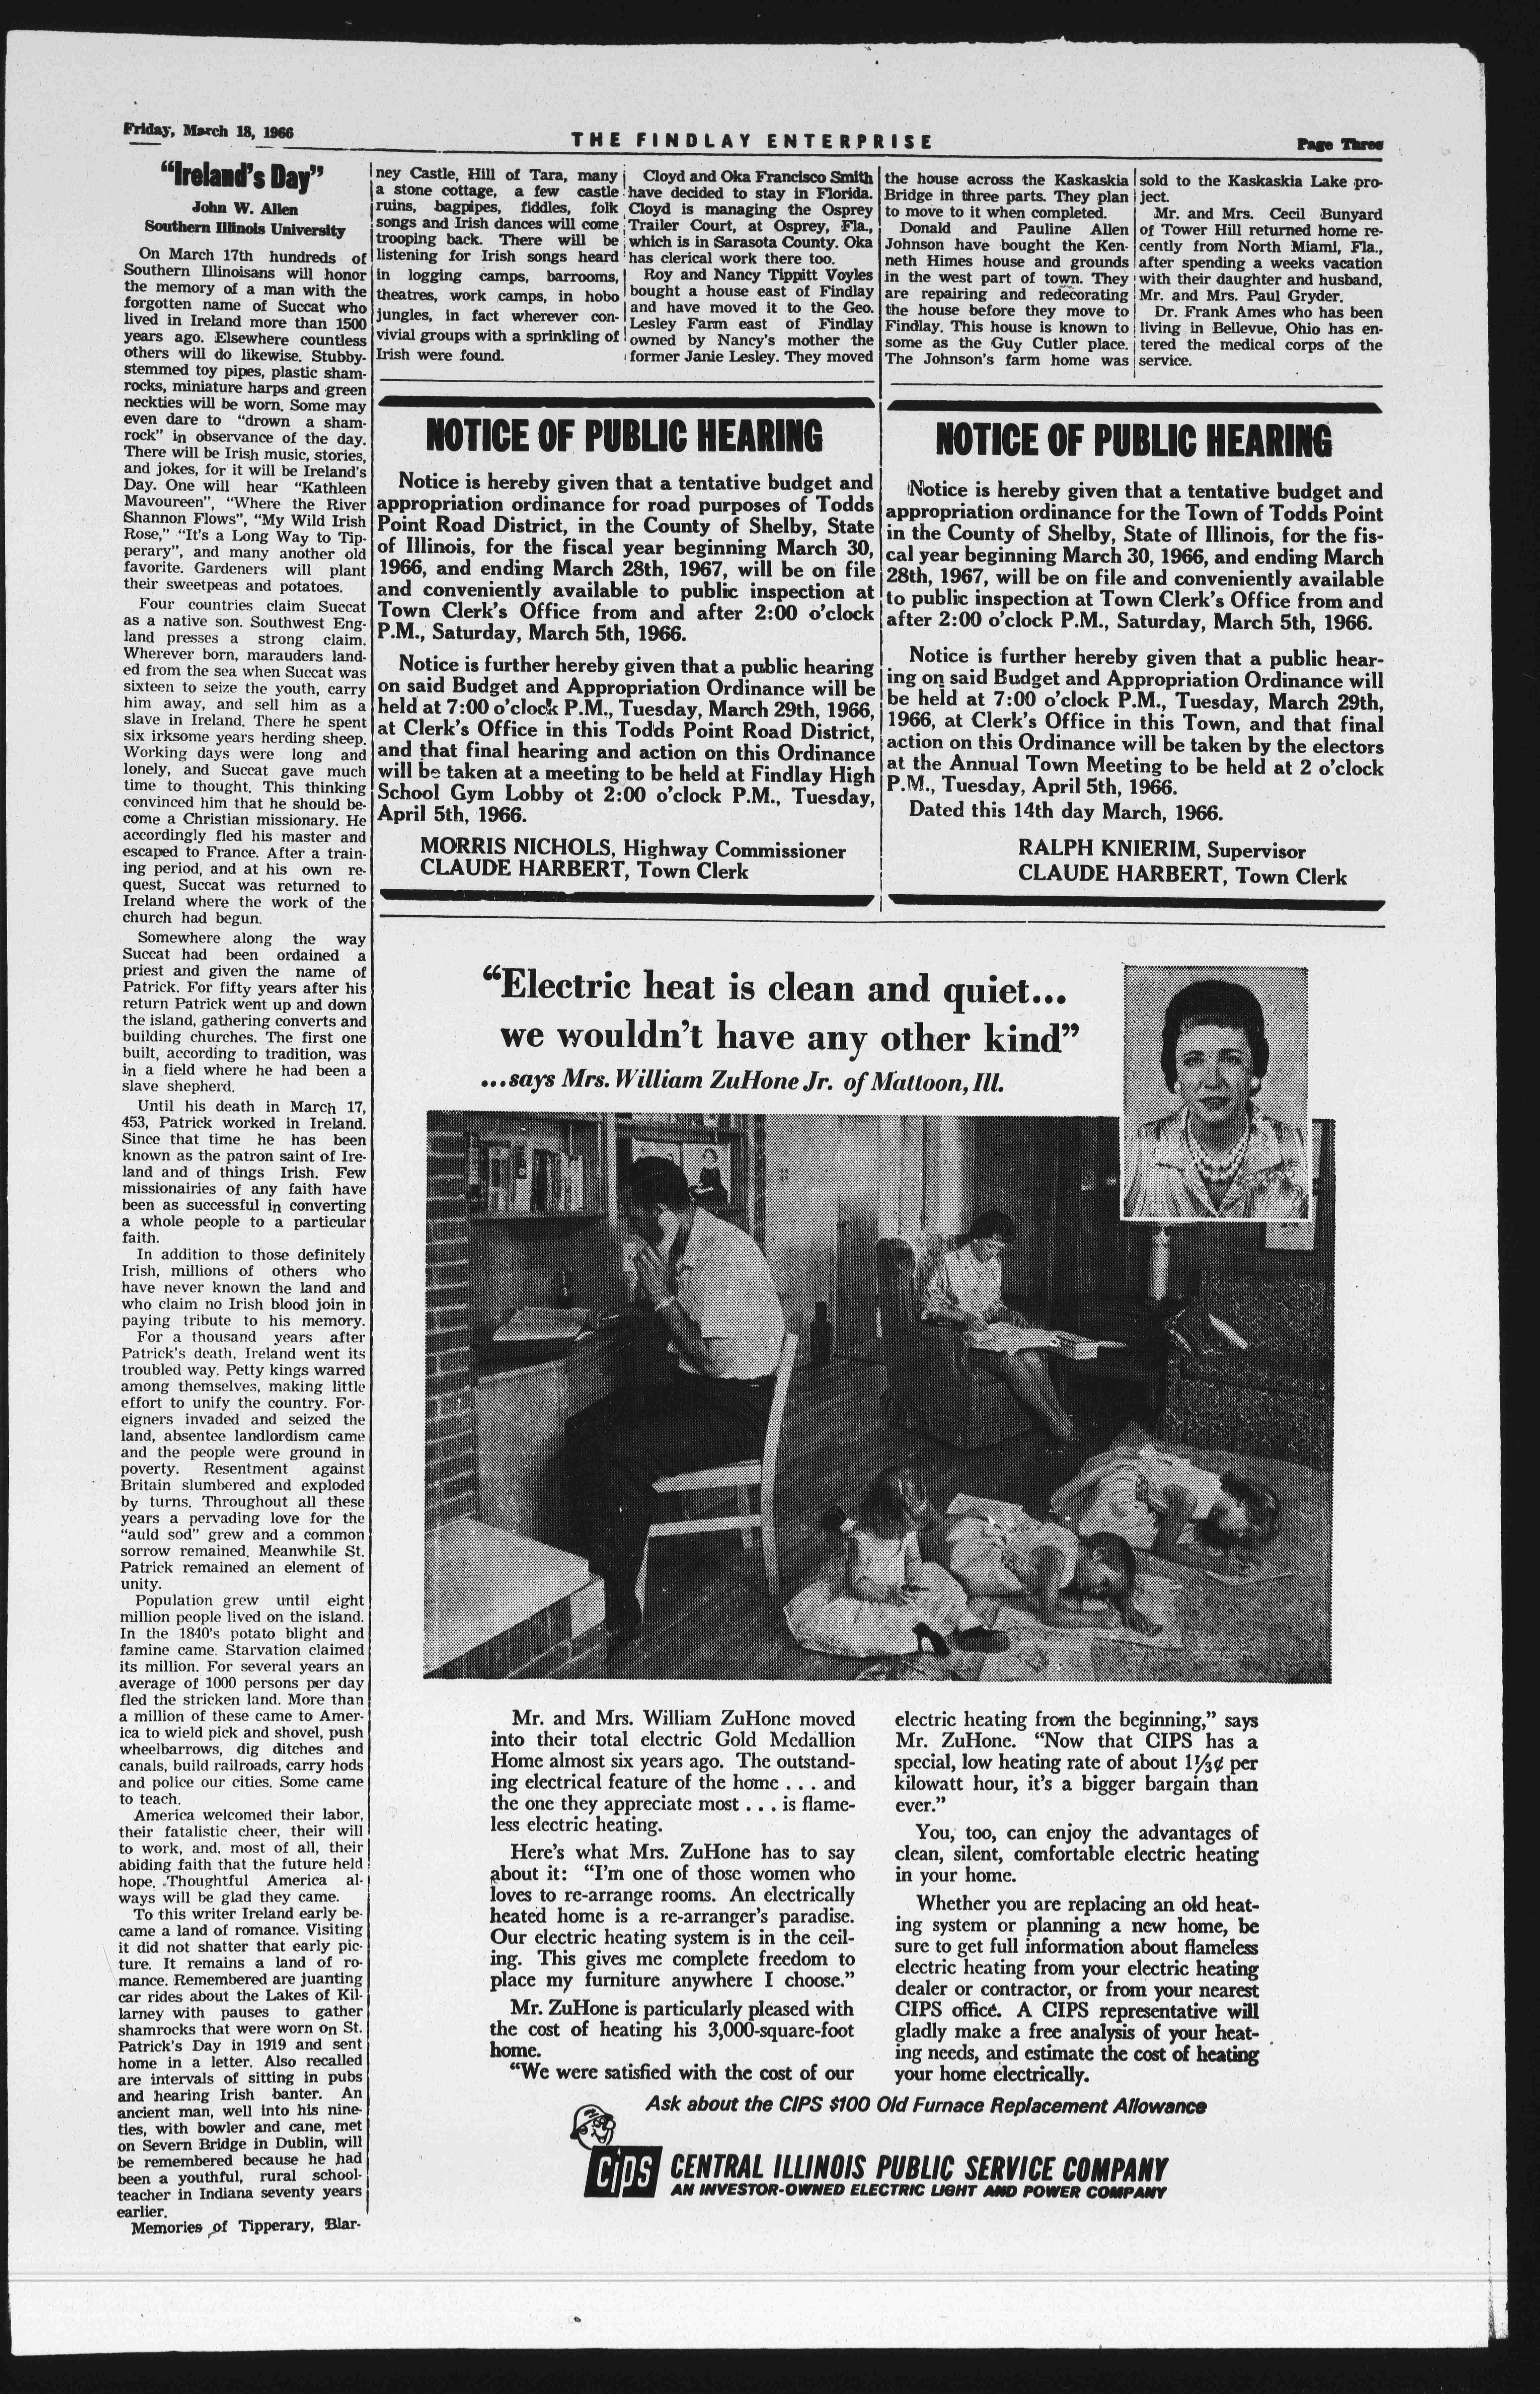 Friday, March 18, 1966
THE FINDLAY ENTERPRISE
Page Three
"Ireland's Day"
John W. Allen
Southern Illinois University
On March 17th hundreds of
Southern Illinoisans will honor
the memory of a man with the
forgotten name of Succat who
lived in Ireland more than 1500
years ago. Elsewhere countless
others will do likewise. Stubby-
stemmed toy pipes, plastic sham-
rocks, miniature harps and green
neckties will be worn. Some may
even dare to "drown a sham-
rock" in observance of the day.
There will be Irish music, stories,
and jokes, for it will be Ireland's
Day. One will hear "Kathleen
Mavoureen", "Where the River
Shannon Flows", "My Wild Irish
Rose," "It's a Long Way to Tip-
perary", and many another old
favorite. Gardeners will plant
their sweetpeas and potatoes.
Four countries claim Succat
as a native son. Southwest Eng-
land presses a strong claim.
Wherever born, marauders land-
ed from the sea when Succat was
sixteen to seize the youth, carry
him away, and sell him as a
slave in Ireland. There he spent
six irksome years herding sheep.
Working days were long and
lonely, and Succat gave much
time to thought. This thinking
convinced him that he should be-
come a Christian missionary. He
accordingly fled his master and
escaped to France. After a train-
ing period, and at his own re-
quest, Succat was returned to
Ireland where the work of the
church had begun.
Somewhere along the way
Succat had been ordained a
priest and given the name of
Patrick. For fifty years after his
return Patrick went up and down
the island, gathering converts and
building churches. The first one
built, according to tradition, was
in a field where he had been a
slave shepherd.
Until his death in March 17,
453, Patrick worked in Ireland.
Since that time he has been
known as the patron saint of Ire-
land and of things Irish. Few
missionairies of any faith have
been as successful in converting
a whole people to a particular
faith.
In addition to those definitely
Irish, millions of others who
have never known the land and
who claim no Irish blood join in
paying tribute to his memory.
For a thousand years after
Patrick's death, Ireland went its
troubled way. Petty kings warred
among themselves, making little
effort to unify the country. For-
eigners invaded and seized the
land, absentee landlordism came
and the people were ground in
poverty. Resentment against
Britain slumbered and exploded
by turns. Throughout all these
years a pervading love for the
"auld sod" grew and a common
sorrow remained. Meanwhile St.
Patrick remained an element of
unity.
Population grew until eight
million people lived on the island.
In the 1840's potato blight and
famine came. Starvation claimed
its million. For several years an
average of 1000 persons per day
fled the stricken land. More than
a million of these came to Amer-
ica to wield pick and shovel, push
wheelbarrows, dig ditches and
canals, build railroads, carry hods
and police our cities. Some came
to teach.
America welcomed their labor,
their fatalistic cheer, their will
to work, and, most of all, their
abiding faith that the future held
hope. Thoughtful America al-
ways will be glad they came.
To this writer Ireland early be-
came a land of romance. Visiting
it did not shatter that early pic-
ture. It remains a land of ro-
mance. Remembered are juanting
car rides about the Lakes of Kil-
larney with pauses to gather
shamrocks that were worn on St.
Patrick's Day in 1919 and sent
home in a letter. Also recalled
are intervals of sitting in pubs
and hearing Irish banter. An
ancient man, well into his nine-
ties, with bowler and cane, met
on Severn Bridge in Dublin, will
be remembered because he had
been a youthful, rural school-
teacher in Indiana seventy years
earlier.
Memories of Tipperary, Blar-
ney Castle, Hill of Tara, many
a stone cottage, a few castle
ruins, bagpipes, fiddles, folk
songs and Irish dances will come
trooping back. There will be
listening for Irish songs heard
in logging camps, barrooms,
theatres, work camps, in hobo
jungles, in fact wherever con-
vivial groups with a sprinkling of
Irish were found.
Cloyd and Oka Francisco Smith
have decided to stay in Florida.
Cloyd is managing the Osprey
Trailer Court, at Osprey, Fla.,
which is in Sarasota County. Oka
has clerical work there too.
Roy and Nancy Tippitt Voyles
bought a house east of Findlay
and have moved it to the Geo.
Lesley Farm east of Findlay
owned by Nancy's mother the
former Janie Lesley. They moved
the house across the Kaskaskia
Bridge in three parts. They plan
to move to it when completed.
Donald and Pauline Allen
Johnson have bought the Ken-
neth Himes house and grounds
in the west part of town. They
are repairing and redecorating
the house before they move to
Findlay. This house is known to
some as the Guy Cutler place.
The Johnson's farm home was
sold to the Kaskaskia Lake pro-
ject.
Mr. and Mrs. Cecil Bunyard
of Tower Hill returned home re-
cently from North Miami, Fla.,
after spending a weeks vacation
with their daughter and husband,
Mr. and Mrs. Paul Gryder.
Dr. Frank Ames who has been
living in Bellevue, Ohio has en-
tered the medical corps of the
service.
NOTICE OF PUBLIC HEARING
Notice is hereby given that a tentative budget and
appropriation ordinance for road purposes of Todds
Point Road District, in the County of Shelby, State
of Illinois, for the fiscal year beginning March 30,
1966, and ending March 28th, 1967, will be on file
and conveniently available to public inspection at
Town Clerk's Office from and after 2:00 o'clock
P.M., Saturday, March 5th, 1966.
Notice is further hereby given that a public hearing
on said Budget and Appropriation Ordinance will be
held at 7:00 o'clock P.M., Tuesday, March 29th, 1966,
at Clerk's Office in this Todds Point Road District,
and that final hearing and action on this Ordinance
will be taken at a meeting to be held at Findlay High
School Gym Lobby ot 2:00 o'clock P.M., Tuesday,
April 5th, 1966.
MORRIS NICHOLS, Highway Commissioner
CLAUDE HARBERT, Town Clerk
NOTICE OF PUBLIC HEARING
Notice is hereby given that a tentative budget and
appropriation ordinance for the Town of Todds Point
in the County of Shelby, State of Illinois, for the fis-
cal year beginning March 30, 1966, and ending March
28th, 1967, will be on file and conveniently available
to public inspection at Town Clerk's Office from and
after 2:00 o'clock P.M., Saturday, March 5th, 1966.
Notice is further hereby given that a public hear-
ing on said Budget and Appropriation Ordinance will
be held at 7:00 o'clock P.M., Tuesday, March 29th,
1966, at Clerk's Office in this Town, and that final
action on this Ordinance will be taken by the electors
at the Annual Town Meeting to be held at 2 o'clock
P.M., Tuesday, April 5th, 1966.
Dated this 14th day March, 1966.
RALPH KNIERIM, Supervisor
CLAUDE HARBERT, Town Clerk
"Electric heat is clean and quiet...
we wouldn't have any other kind"
...says Mrs. William ZuHone Jr. of Mattoon, Ill.
Mr. and Mrs. William ZuHone moved
into their total electric Gold Medallion
Home almost six years ago. The outstand-
ing electrical feature of the home . . . and
the one they appreciate most . . . is flame-
less electric heating.
Here's what Mrs. ZuHone has to say
about it: "I'm one of those women who
loves to re-arrange rooms. An electrically
heated home is a re-arranger's paradise.
Our electric heating system is in the ceil-
ing. This gives me complete freedom to
place my furniture anywhere I choose."
Mr. ZuHone is particularly pleased with
the cost of heating his 3,000-square-foot
home.
"We were satisfied with the cost of our
electric heating from the beginning," says
Mr. ZuHone. "Now that CIPS has a
special, low heating rate of about 1⅓¢ per
kilowatt hour, it's a bigger bargain than
ever."
You, too, can enjoy the advantages of
clean, silent, comfortable electric heating
in your home.
Whether you are replacing an old heat-
ing system or planning a new home, be
sure to get full information about flameless
electric heating from your electric heating
dealer or contractor, or from your nearest
CIPS office. A CIPS representative will
gladly make a free analysis of your heat-
ing needs, and estimate the cost of heating
your home electrically.
Ask about the CIPS $100 Old Furnace Replacement Allowance
CIPS
CENTRAL ILLINOIS PUBLIC SERVICE COMPANY
AN INVESTOR-OWNED ELECTRIC LIGHT AND POWER COMPANY